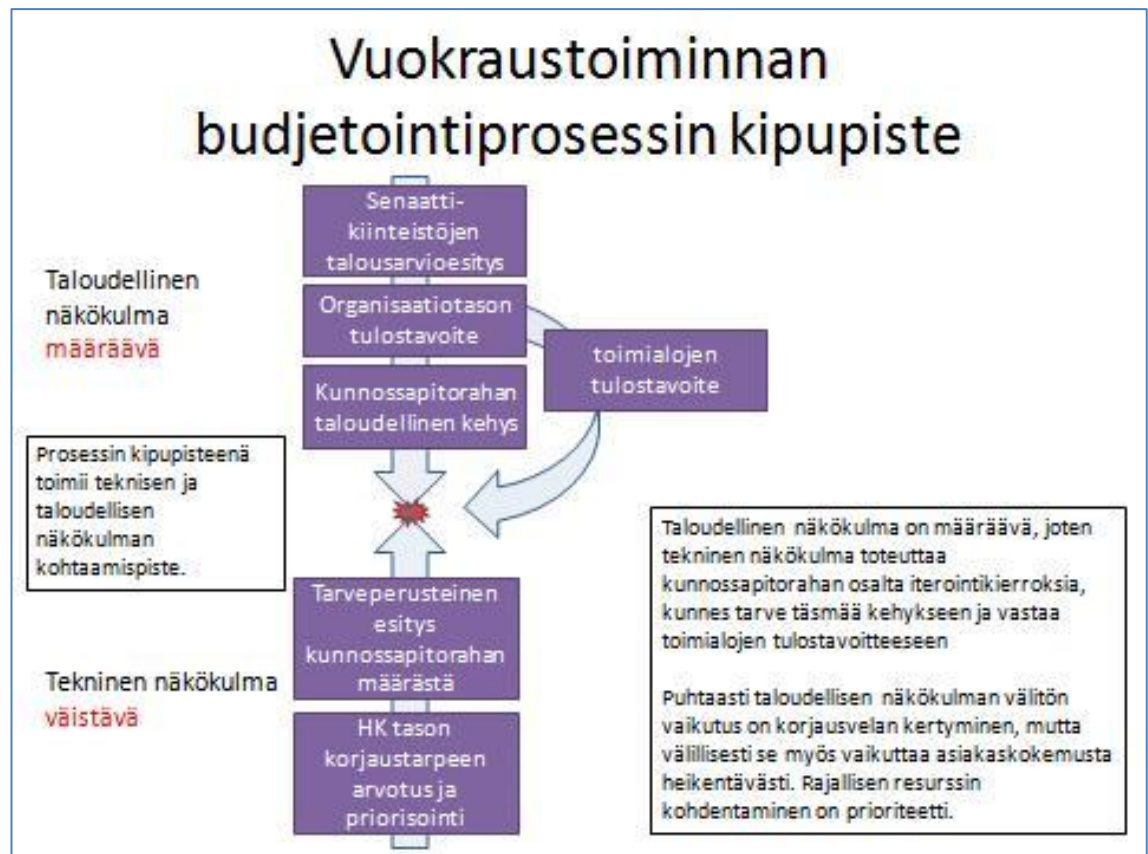 Vuokraustoiminnan
budjetointiprosessin kipupiste
Senaatti-
kiinteistöjen
talousarvioesitys
Taloudellinen
näkökulma
määräävä
Organisaatiotason
tulostavoite
toimialojen
tulostavoite
Kunnossapitorahan
taloudellinen kehys
Prosessin kipupisteenä
toimii teknisen ja
taloudellisen
näkökulman
kohtaamispiste.
Tarveperusteinen
esitys
kunnossapitorahan
määrästä
Tekninen näkökulma
väistävä
HK tason
korjaustarpeen
arvotus ja
priorisointi
Taloudellinen näkökulma on määräävä, joten
tekninen näkökulma toteuttaa
kunnossapitorahan osalta iterointikierroksia,
kunnes tarve täsmää kehykseen ja vastaa
toimialojen tulostavoitteeseen
Puhtaasti taloudellisen näkökulman välitön
vaikutus on korjausvelan kertyminen, mutta
välillisesti se myös vaikuttaa asiakaskokemusta
heikentävästi. Rajallisen resurssin
kohdentaminen on prioriteetti.